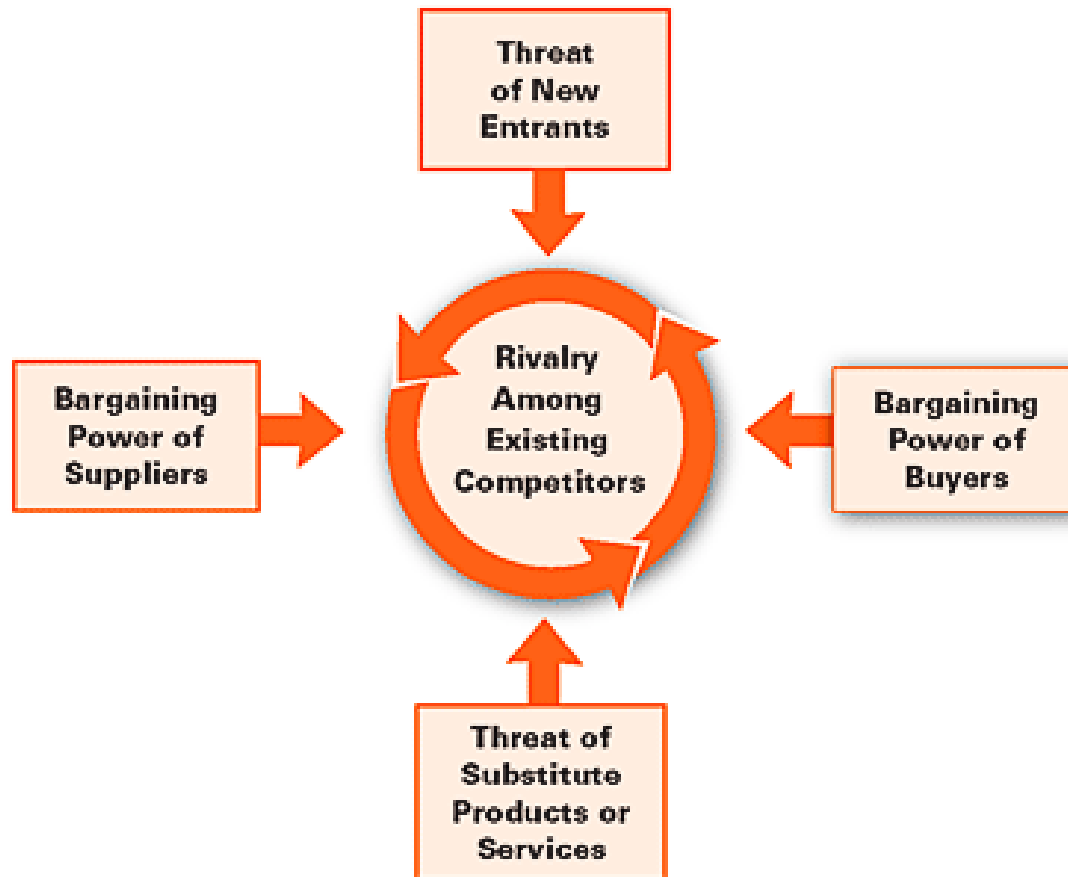 Threat
of New
Entrants
Rivalry
Among
Existing
Competitors
Bargaining
Power of
Suppliers
Bargaining
Power of
Buyers
Threat of
Substitute
Products or
Services